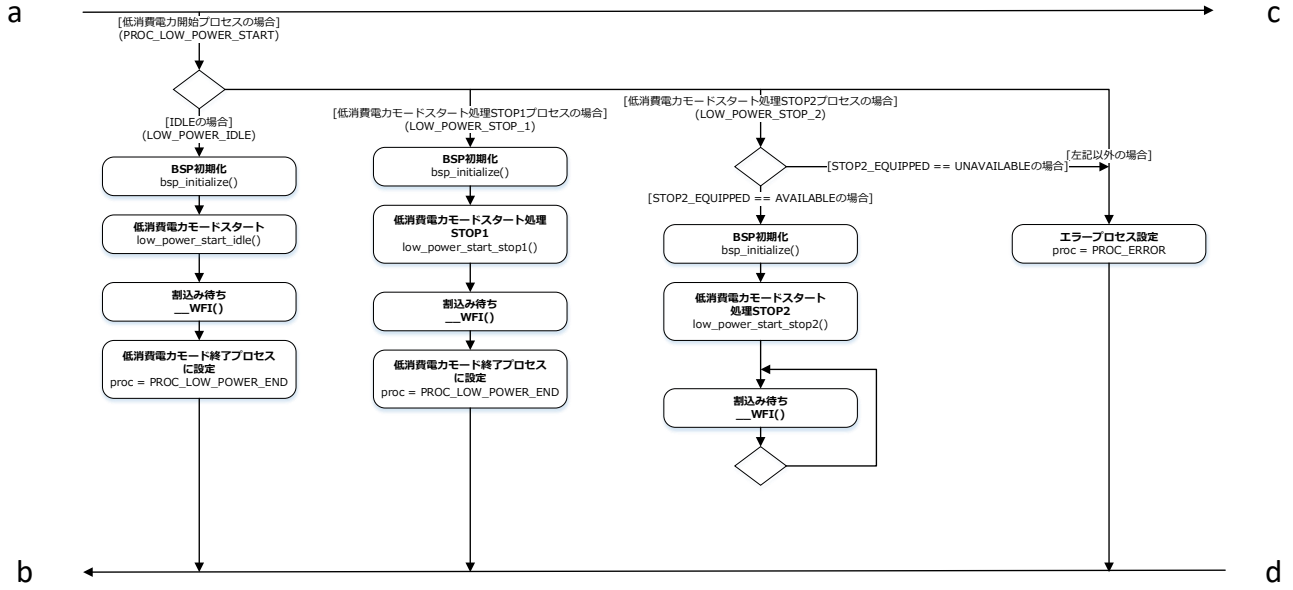 a
c
[低消費電力開始プロセスの場合]
(PROC_LOW_POWER_START)
[IDLEの場合]
(LOW_POWER_IDLE)
BSP初期化
bsp_initialize()
低消費電力モードスタート
low_power_start_idle()
割込み待ち
__WFI()
低消費電力モード終了プロセス
に設定
proc = PROC_LOW_POWER_END
[低消費電力モードスタート処理STOP1プロセスの場合]
(LOW_POWER_STOP_1)
BSP初期化
bsp_initialize()
低消費電力モードスタート処理
STOP1
low_power_start_stop1()
割込み待ち
__WFI()
低消費電力モード終了プロセス
に設定
proc = PROC_LOW_POWER_END
[低消費電力モードスタート処理STOP2プロセスの場合]
(LOW_POWER_STOP_2)
[STOP2_EQUIPPED == UNAVAILABLEの場合]
[STOP2_EQUIPPED == AVAILABLEの場合]
BSP初期化
bsp_initialize()
低消費電力モードスタート
処理STOP2
low_power_start_stop2()
割込み待ち
__WFI()
[左記以外の場合]
エラープロセス設定
proc = PROC_ERROR
b
d